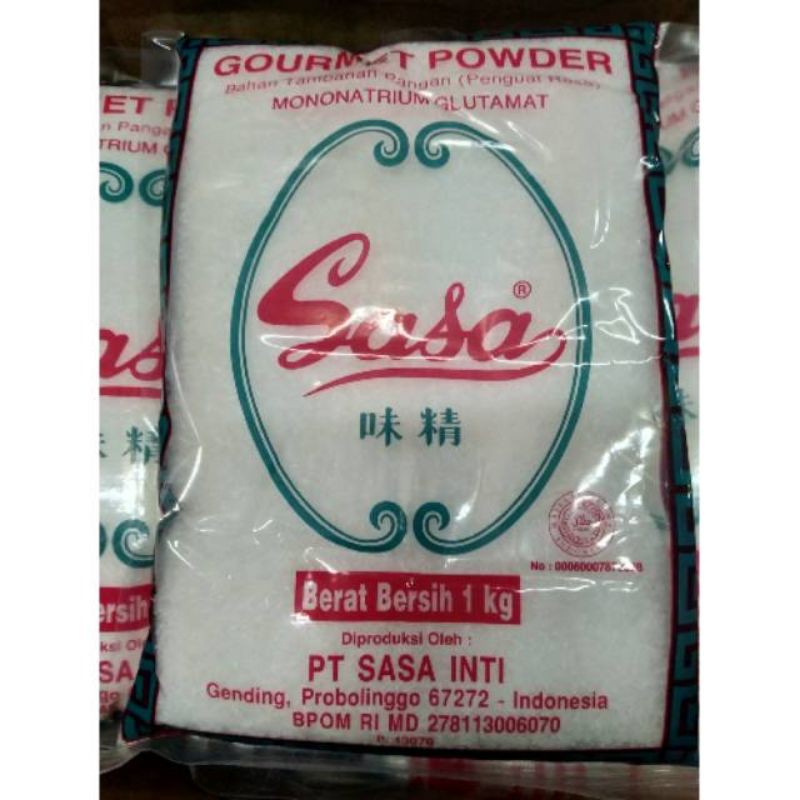 GOURMET POWDER
Bahan Tambahan Pangan (Penguat Rasa)
MONONATRIUM GLUTAMAT
Sasa ®
味精
No :
Berat Bersih 1 kg
Diproduksi Oleh :
PT SASA INTI
Gending, Probolinggo 67272 - Indonesia
BPOM RI MD 278113006070